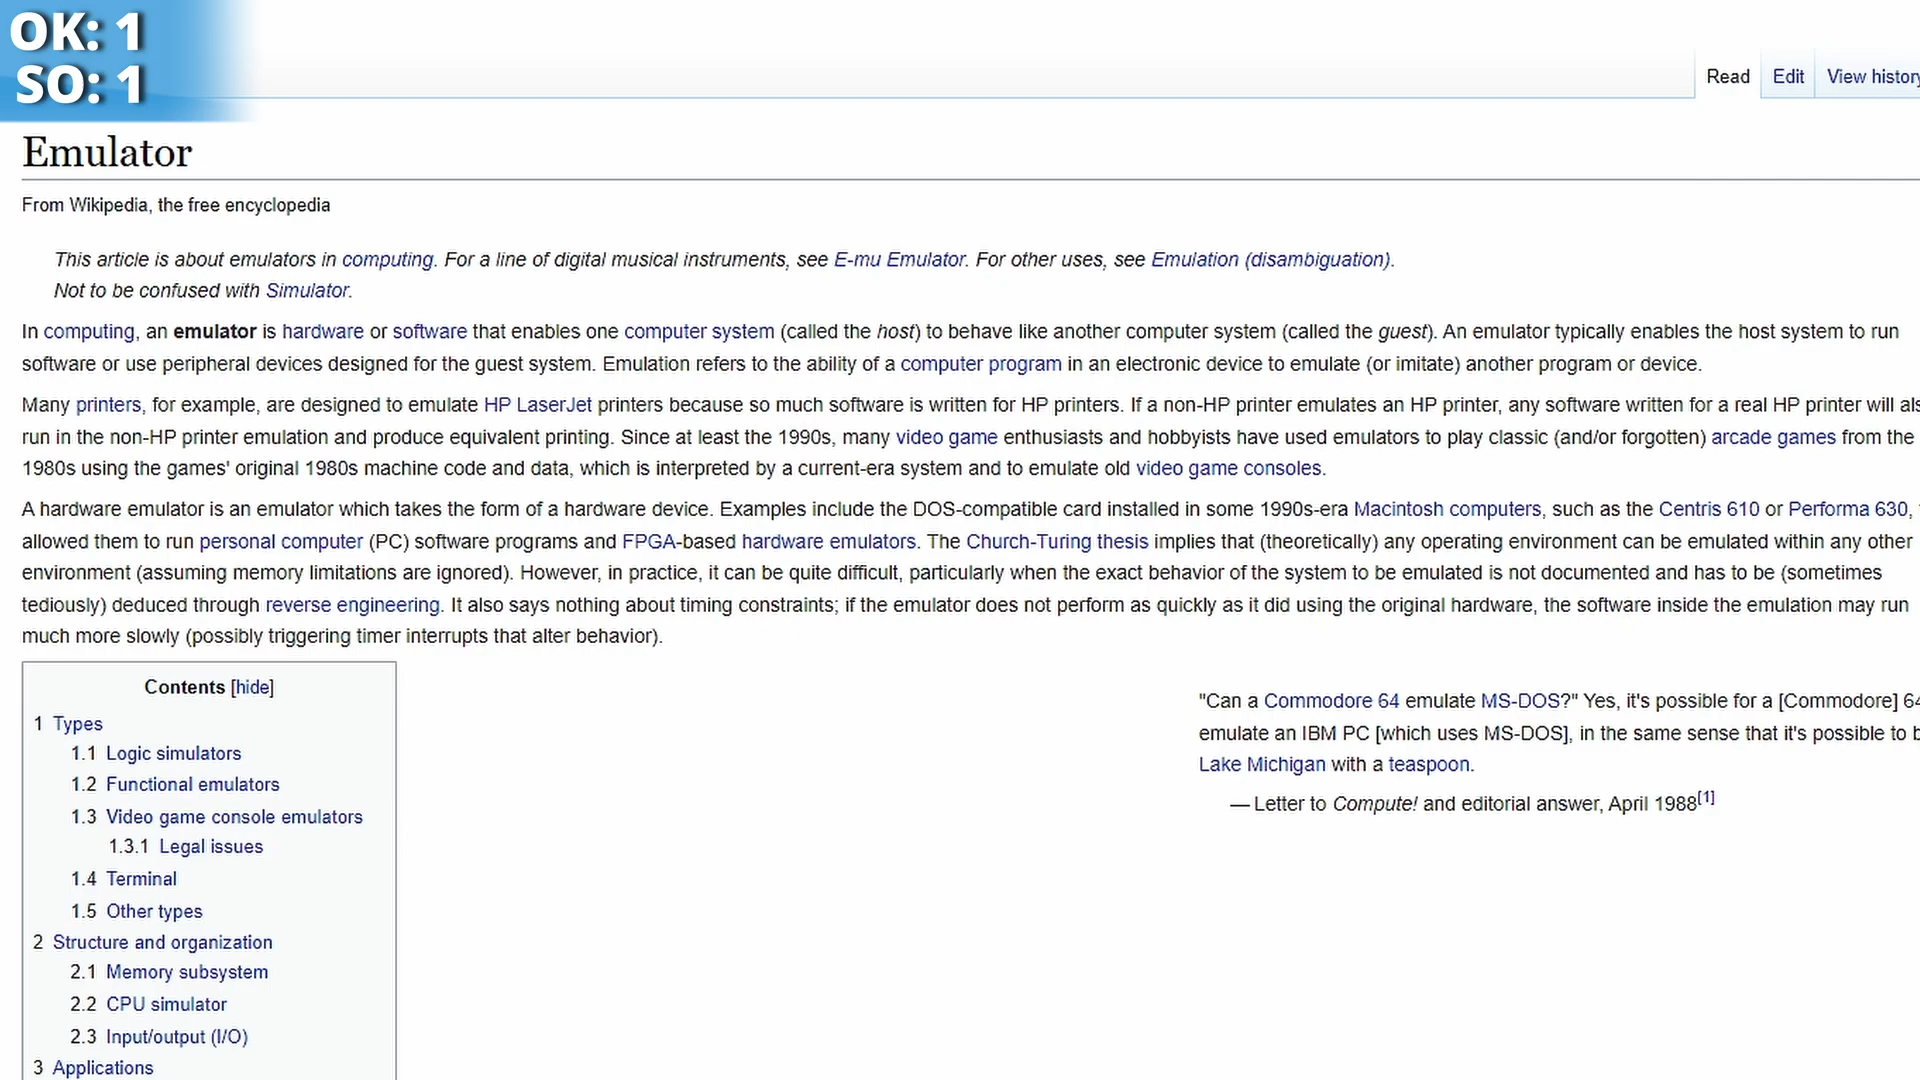 OK: 1
SO: 1
Read Edit View history
Emulator
From Wikipedia, the free encyclopedia
This article is about emulators in computing. For a line of digital musical instruments, see E-mu Emulator. For other uses, see Emulation (disambiguation).
Not to be confused with Simulator.
In computing, an emulator is hardware or software that enables one computer system (called the host) to behave like another computer system (called the guest). An emulator typically enables the host system to run
software or use peripheral devices designed for the guest system. Emulation refers to the ability of a computer program in an electronic device to emulate (or imitate) another program or device.
Many printers, for example, are designed to emulate HP LaserJet printers because so much software is written for HP printers. If a non-HP printer emulates an HP printer, any software written for a real HP printer will
run in the non-HP printer emulation and produce equivalent printing. Since at least the 1990s, many video game enthusiasts and hobbyists have used emulators to play classic (and/or forgotten) arcade games from the
1980s using the games' original 1980s machine code and data, which is interpreted by a current-era system and to emulate old video game consoles.
A hardware emulator is an emulator which takes the form of a hardware device. Examples include the DOS-compatible card installed in some 1990s-era Macintosh computers, such as the Centris 610 or Performa 630,
allowed them to run personal computer (PC) software programs and FPGA-based hardware emulators. The Church-Turing thesis implies that (theoretically) any operating environment can be emulated within any other
environment (assuming memory limitations are ignored). However, in practice, it can be quite difficult, particularly when the exact behavior of the system to be emulated is not documented and has to be (sometimes
tediously) deduced through reverse engineering. It also says nothing about timing constraints; if the emulator does not perform as quickly as it did using the original hardware, the software inside the emulation may run
much more slowly (possibly triggering timer interrupts that alter behavior).
Contents [hide]
1 Types
1.1 Logic simulators
1.2 Functional emulators
1.3 Video game console emulators
1.3.1 Legal issues
1.4 Terminal
1.5 Other types
2 Structure and organization
2.1 Memory subsystem
2.2 CPU simulator
2.3 Input/output (I/O)
3 Applications
"Can a Commodore 64 emulate MS-DOS?" Yes, it's possible for a [Commodore] 64
emulate an IBM PC [which uses MS-DOS], in the same sense that it's possible to
Lake Michigan with a teaspoon.
— Letter to Compute! and editorial answer, April 1988[1]